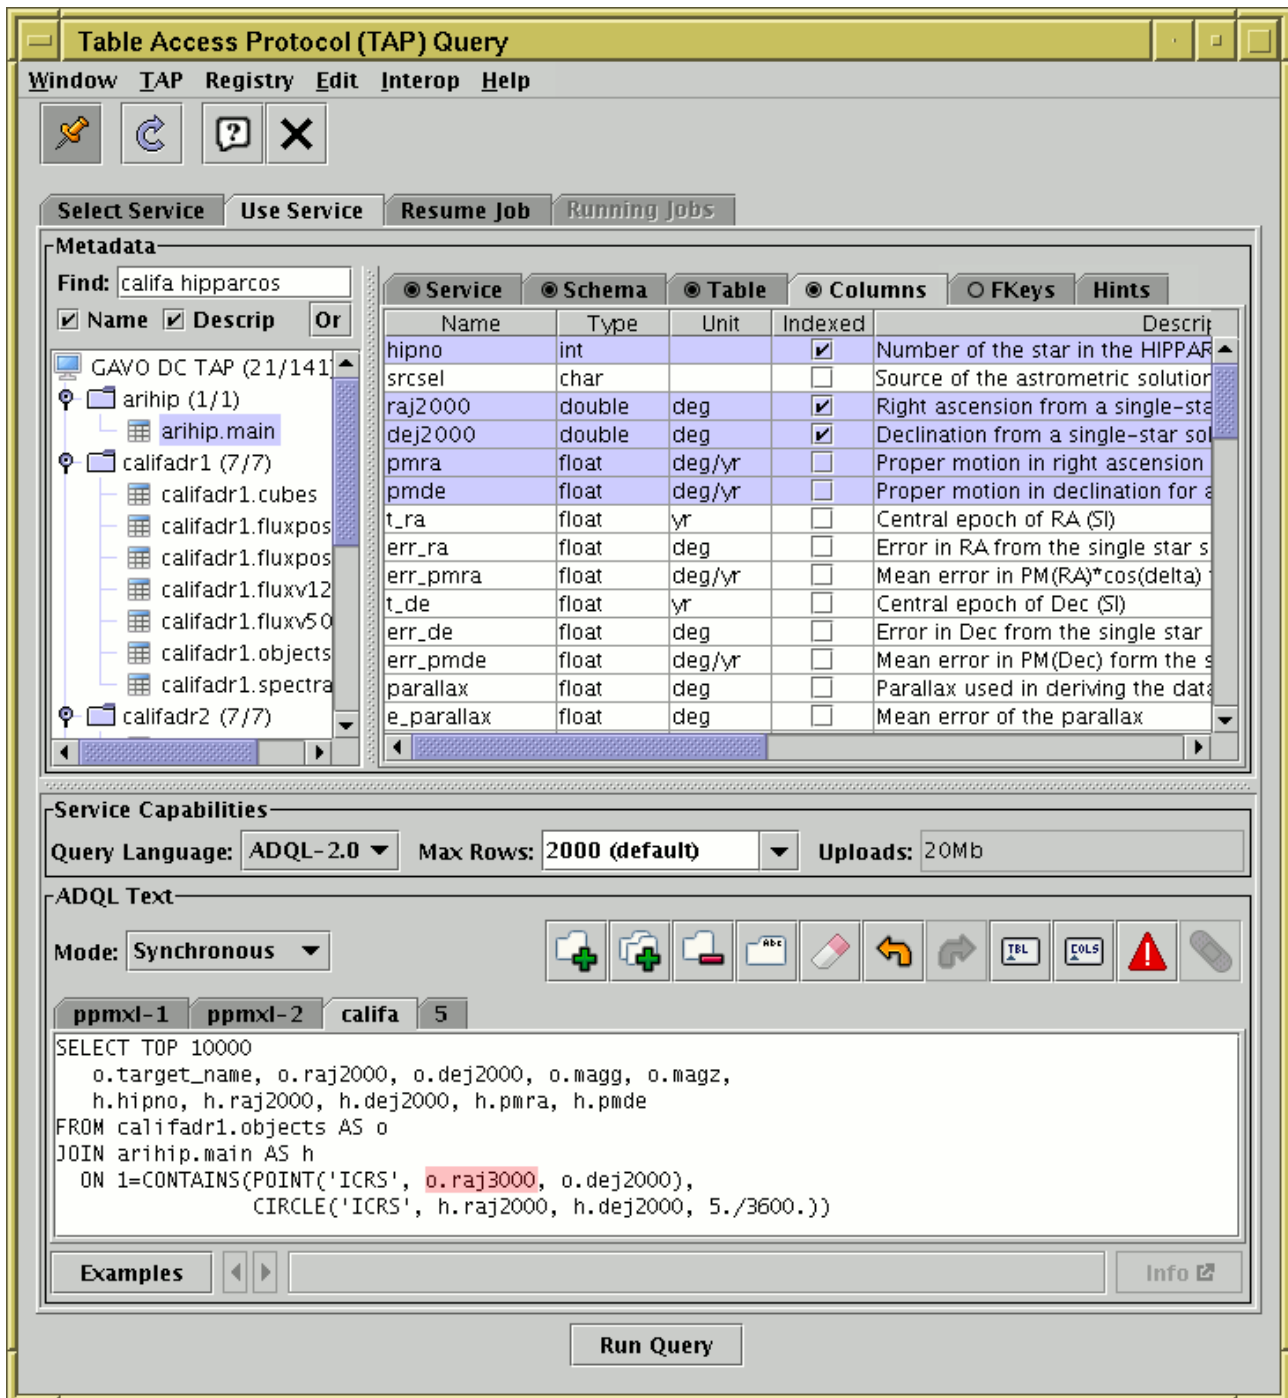 Table Access Protocol (TAP) Query
Window TAP Registry Edit Interop Help
Select Service Use Service Resume Job Running Jobs
Metadata
Find: califa hipparcos
Name Descrip Or
GAVO DC TAP (21/141
arihip (1/1)
arihip.main
califadr1 (7/7)
califadr1.cubes
califadr1.fluxpos
califadr1.fluxpos
califadr1.fluxv12
califadr1.fluxv50
califadr1.objects
califadr1.spectra
califadr2 (7/7)
Service Schema Table Columns FKeys Hints
Name Type Unit Indexed Descrip
hipno int Number of the star in the HIPPAR
srcsel char Source of the astrometric solution
raj2000 double deg Right ascension from a single-sta
dej2000 double deg Declination from a single-star sol
pmra float deg/yr Proper motion in right ascension
pmde float deg/yr Proper motion in declination for a
t_ra float yr Central epoch of RA (SI)
err_ra float deg Error in RA from the single star s
err_pmra float deg/yr Mean error in PM(RA)*cos(delta)
t_de float yr Central epoch of Dec (SI)
err_de float deg Error in Dec from the single star
err_pmde float deg/yr Mean error in PM(Dec) form the s
parallax float deg Parallax used in deriving the data
e_parallax float deg Mean error of the parallax
Service Capabilities
Query Language: ADQL-2.0 Max Rows: 2000 (default) Uploads: 20Mb
ADQL Text
Mode: Synchronous Abc TBL COLS
ppmxl-1 ppmxl-2 califa 5
SELECT TOP 10000
o.target_name, o.raj2000, o.dej2000, o.magg, o.magz,
h.hipno, h.raj2000, h.dej2000, h.pmra, h.pmde
FROM califadr1.objects AS o
JOIN arihip.main AS h
ON 1=CONTAINS(POINT('ICRS', o.raj3000, o.dej2000),
CIRCLE('ICRS', h.raj2000, h.dej2000, 5./3600.))
Examples Info
Run Query